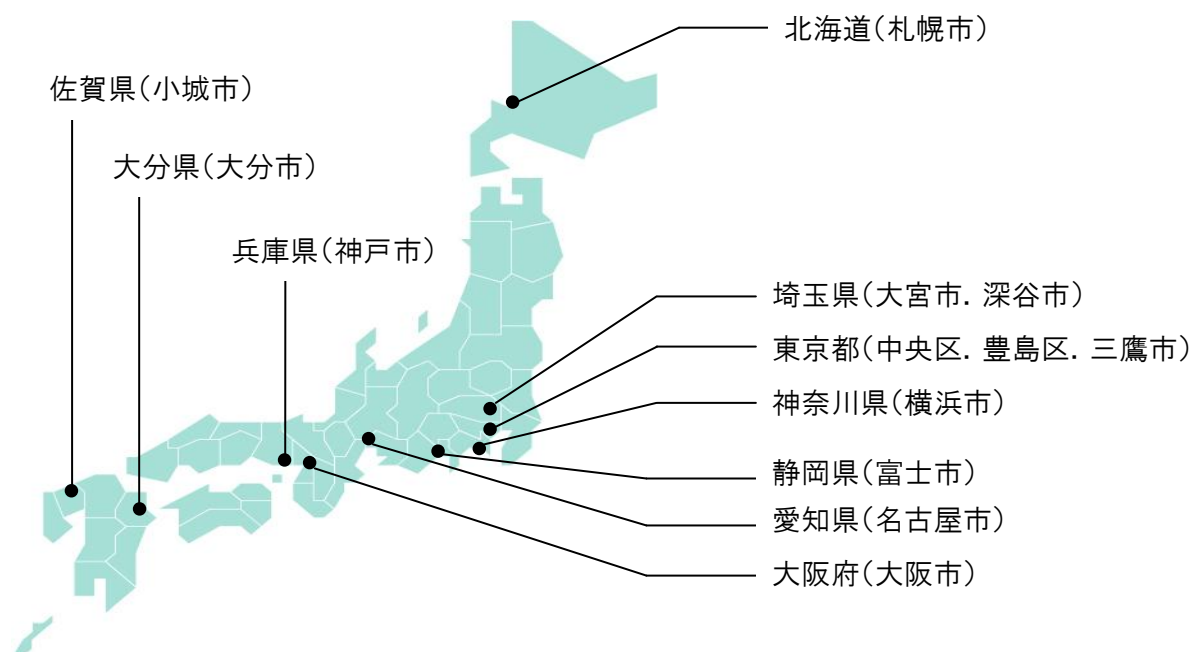 北海道(札幌市)
佐賀県(小城市)
大分県(大分市)
兵庫県(神戸市)
埼玉県(大宮市. 深谷市)
東京都(中央区. 豊島区. 三鷹市)
神奈川県(横浜市)
静岡県(富士市)
愛知県(名古屋市)
大阪府(大阪市)